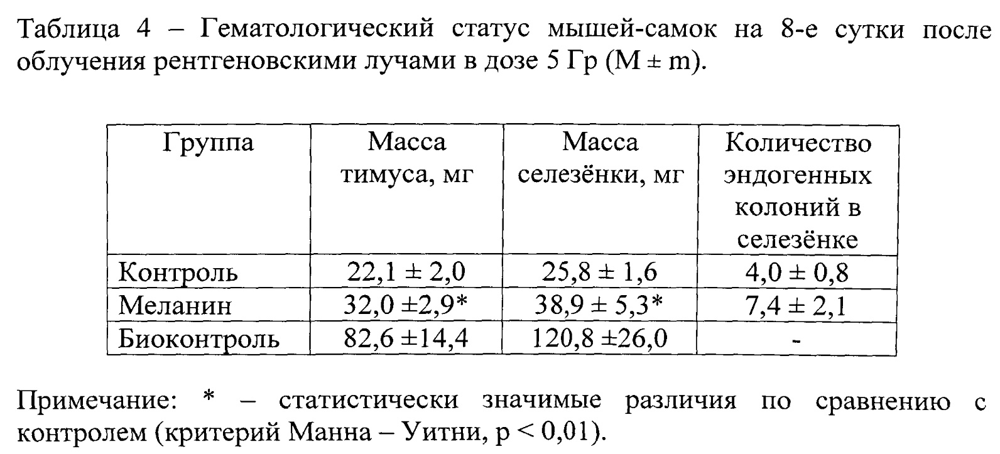 Таблица 4 – Гематологический статус мышей-самок на 8-е сутки после
облучения рентгеновскими лучами в дозе 5 Гр (М ± m).
Группа
Масса
тимуса, мг
Масса
селезёнки, мг
Количество
эндогенных
колоний в
селезёнке
Контроль
22,1 ± 2,0
25,8 ± 1,6
4,0 ± 0,8
Меланин
32,0 ±2,9*
38,9 ± 5,3*
7,4 ± 2,1
Биоконтроль
82,6 ±14,4
120,8 ±26,0
-
Примечание: * – статистически значимые различия по сравнению с
контролем (критерий Манна – Уитни, р < 0,01).